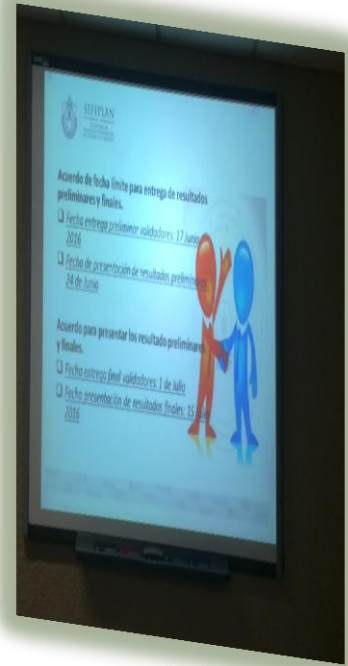 SEFIPLAN
Acuerdo de fecha límite para entrega de resultados
preliminares y finales.
Fecha entrega preliminar validadores: 17 Junio
2016
Fecha de presentación de resultados preliminares
24 de Junio
Acuerdo para presentar los resultado preliminares
y finales.
Fecha entrega final validadores: 1 de Julio
Fecha presentación de resultados finales: 15
2016